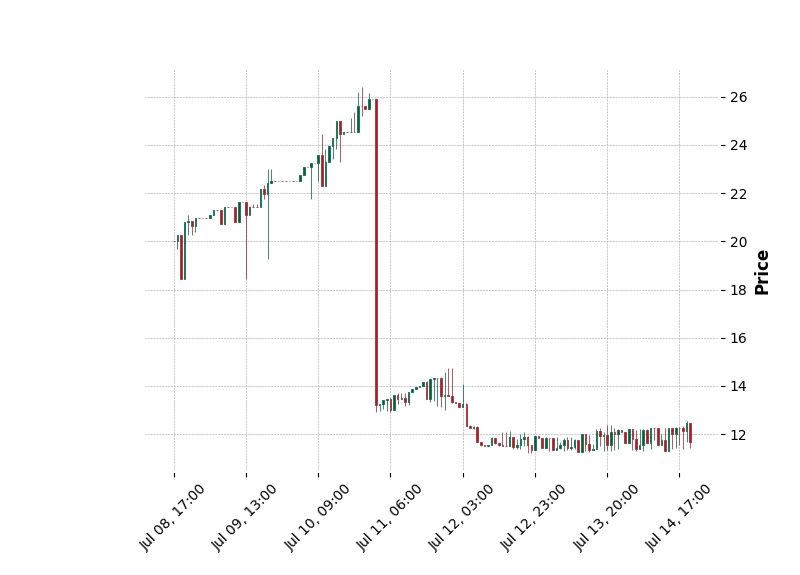 26
24
22
20
18
16
14
12
Price
Jul 08, 17:00
Jul 09, 13:00
Jul 10, 09:00
Jul 11, 06:00
Jul 12, 03:00
Jul 12, 23:00
Jul 13, 20:00
Jul 14, 17:00